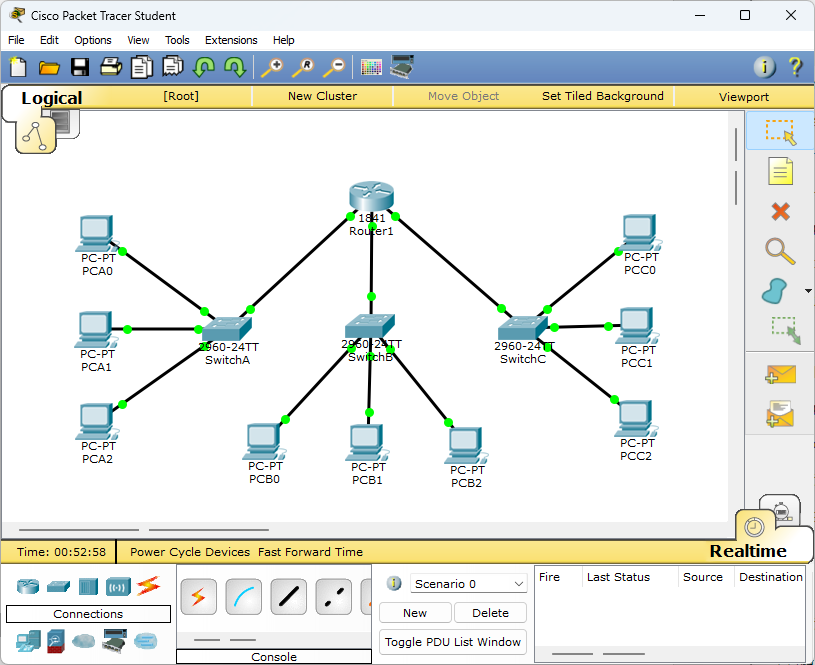 Cisco Packet Tracer Student
File Edit Options View Tools Extensions Help
Logical [Root] New Cluster Move Object Set Tiled Background Viewport
1841
Router1
PC-PT
PCA0
PC-PT
PCC0
2960-24TT
SwitchA
2960-24TT
SwitchB
2960-24TT
SwitchC
PC-PT
PCA1
PC-PT
PCC1
PC-PT
PCA2
PC-PT
PCC2
PC-PT
PCB0
PC-PT
PCB1
PC-PT
PCB2
Time: 00:52:58 Power Cycle Devices Fast Forward Time Realtime
Connections
Console
Scenario 0
New Delete
Toggle PDU List Window
Fire Last Status Source Destination